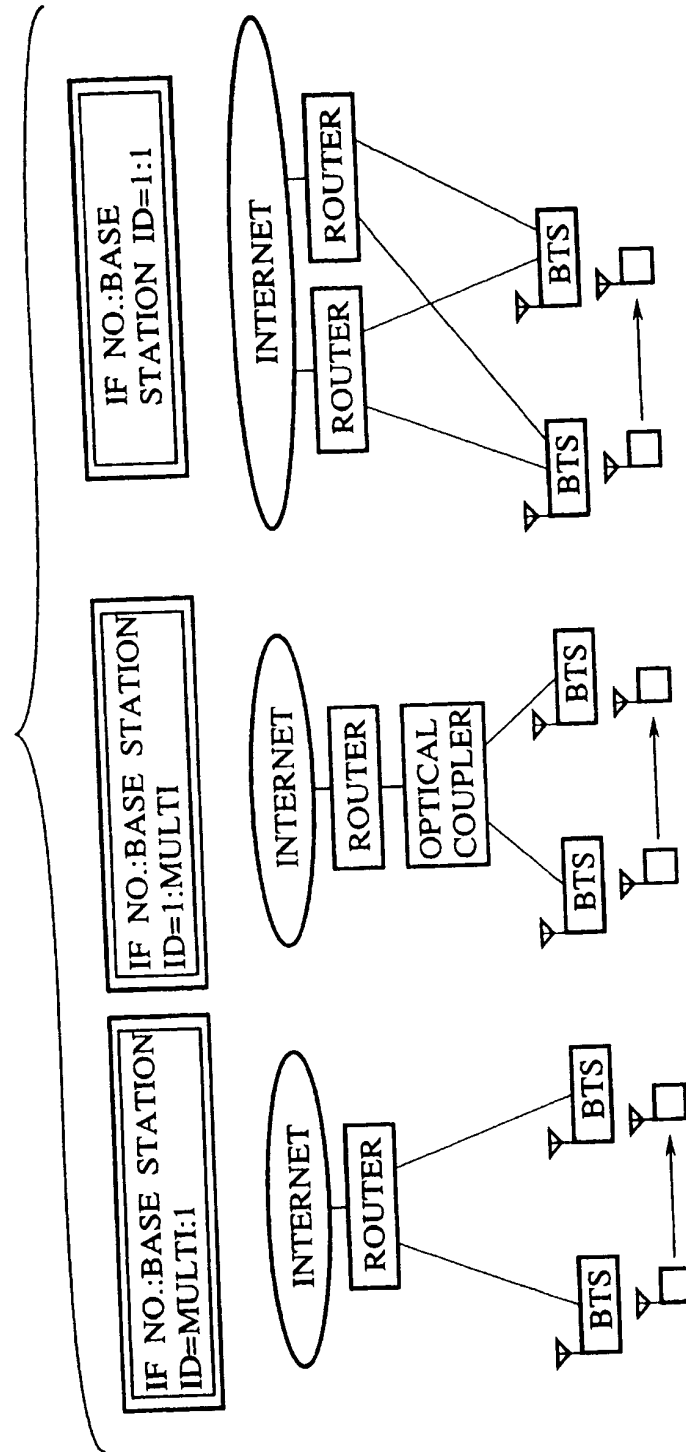 IF NO.:BASE STATION
ID=MULTI:1
INTERNET
ROUTER
BTS
BTS
IF NO.:BASE STATION
ID=1:MULTI
INTERNET
ROUTER
OPTICAL
COUPLER
BTS
BTS
IF NO.:BASE
STATION ID=1:1
INTERNET
ROUTER
ROUTER
BTS
BTS